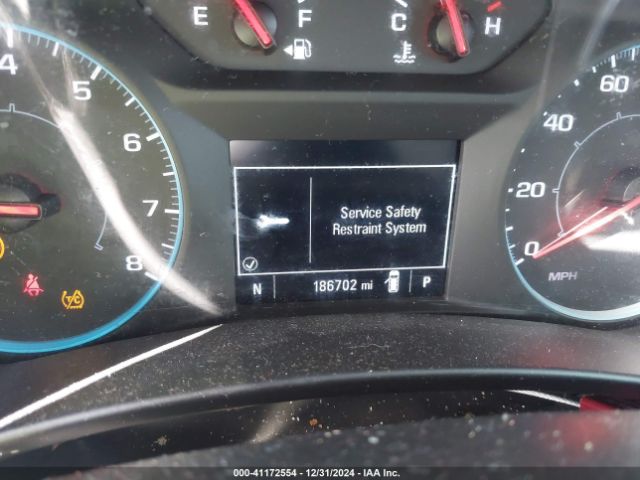 E F C H
4 5 6 7 8
T/C
Service Safety
Restraint System
N 186702 mi P
0 20 40 60
MPH
000-41172554 - 12/31/2024 - IAA Inc.